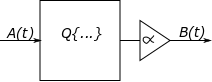 A(t) Q{...} ∝ B(t)